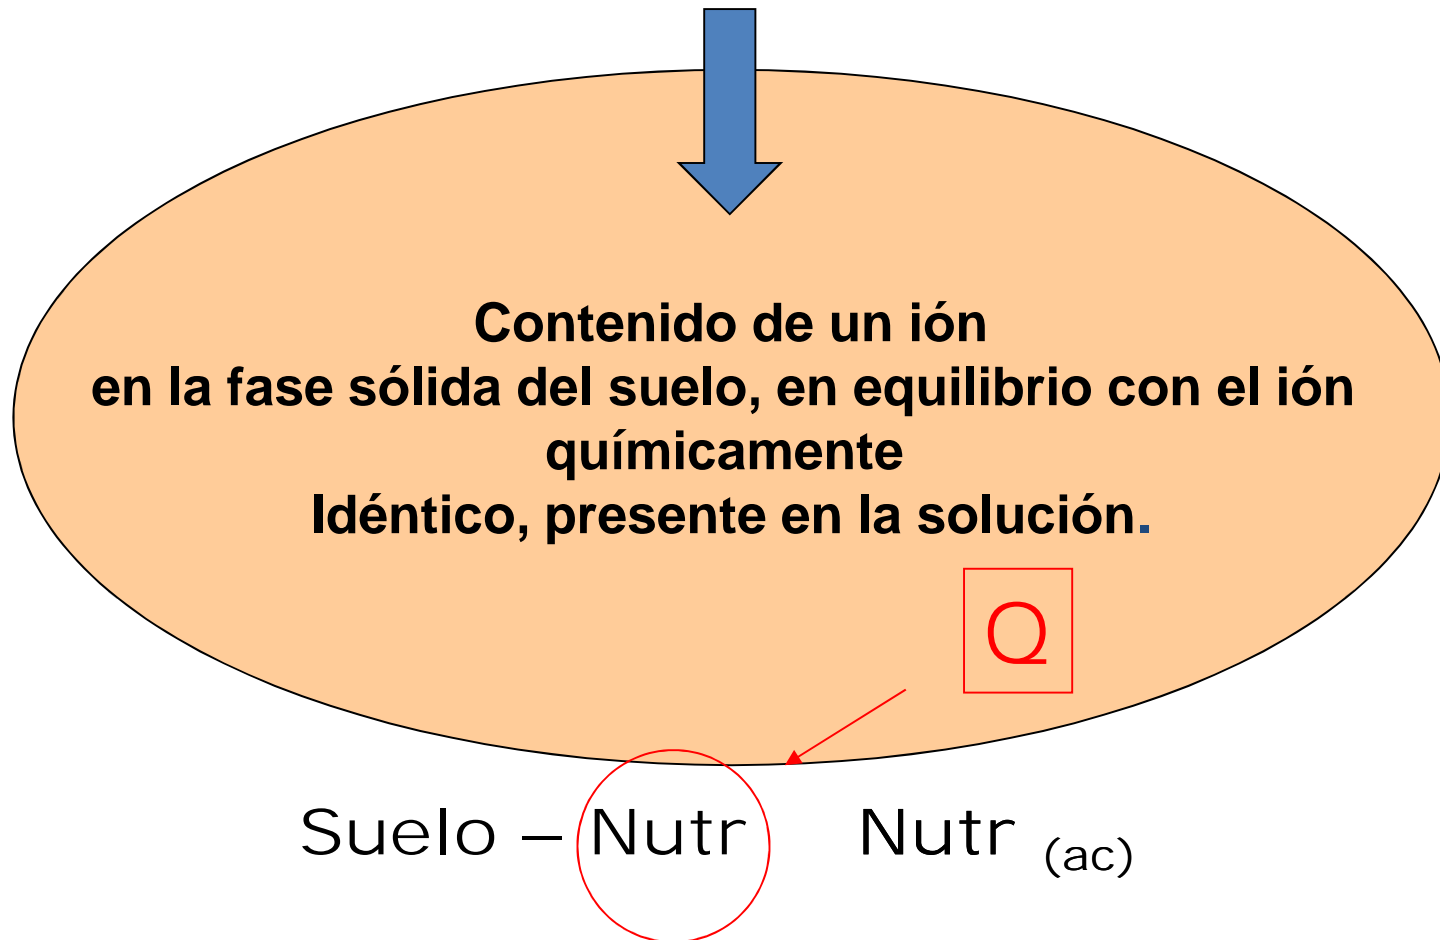 Contenido de un ión
en la fase sólida del suelo, en equilibrio con el ión
químicamente
Idéntico, presente en la solución.
Q
Suelo – Nutr Nutr (ac)